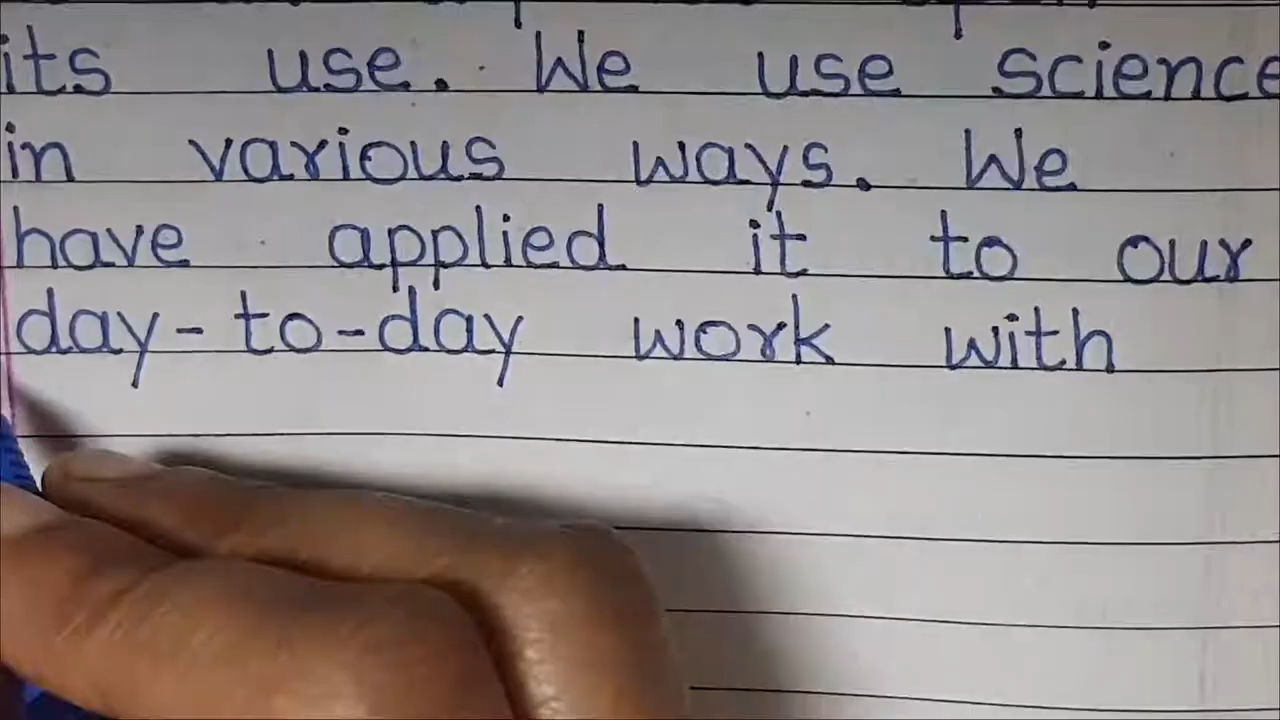 its use. We use science
in various ways. We
have applied it to our
day-to-day work with